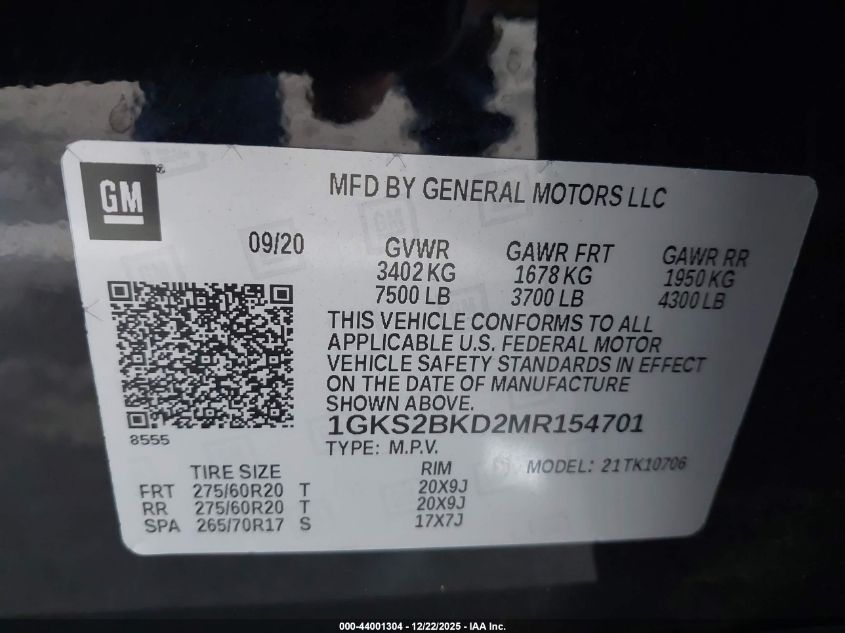 GM
MFD BY GENERAL MOTORS LLC
09/20 GVWR GAWR FRT GAWR RR
3402 KG 1678 KG 1950 KG
7500 LB 3700 LB 4300 LB
THIS VEHICLE CONFORMS TO ALL
APPLICABLE U.S. FEDERAL MOTOR
VEHICLE SAFETY STANDARDS IN EFFECT
ON THE DATE OF MANUFACTURE
SHOWN ABOVE.
1GKS2BKD2MR154701
8555
TYPE: M.P.V. MODEL: 21TK10706
TIRE SIZE RIM
FRT 275/60R20 T 20X9J
RR 275/60R20 T 20X9J
SPA 265/70R17 S 17X7J
000-44001304 - 12/22/2025 - IAA Inc.